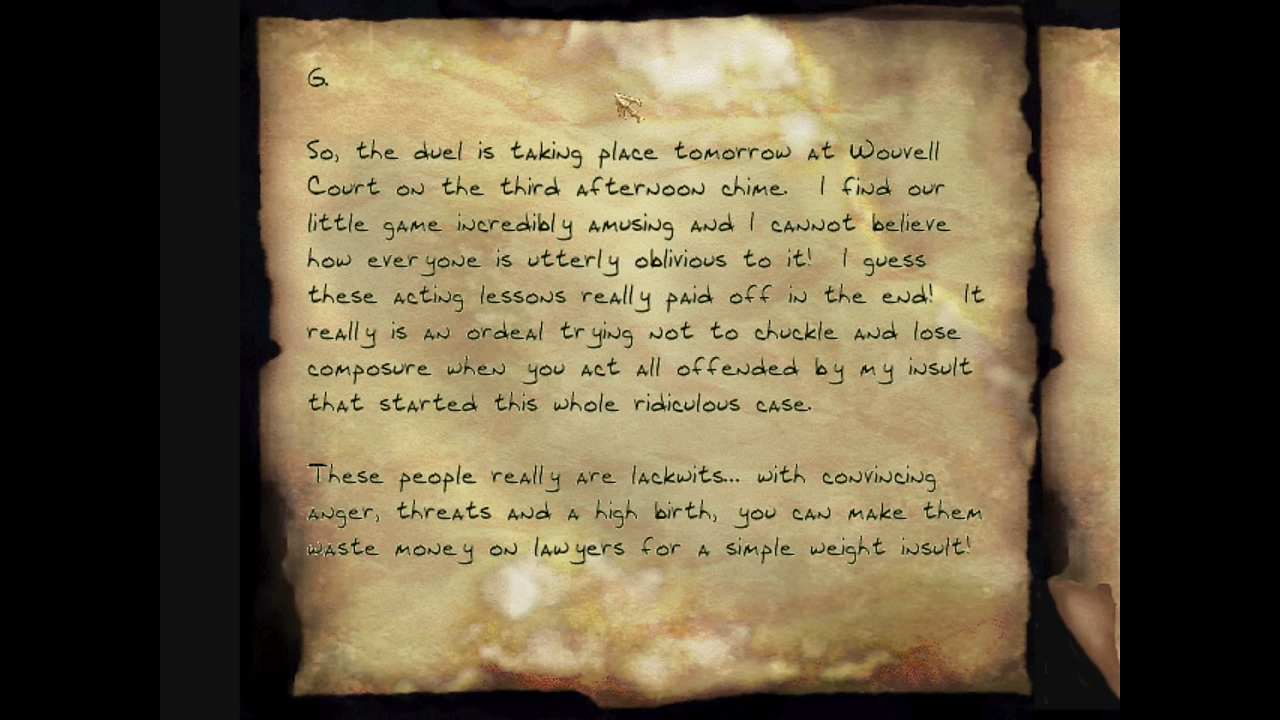 G.
So, the duel is taking place tomorrow at Wouvell
Court on the third afternoon chime. I find our
little game incredibly amusing and I cannot believe
how everyone is utterly oblivious to it! I guess
these acting lessons really paid off in the end! It
really is an ordeal trying not to chuckle and lose
composure when you act all offended by my insult
that started this whole ridiculous case.
These people really are lackwits... with convincing
anger, threats and a high birth, you can make them
waste money on lawyers for a simple weight insult!